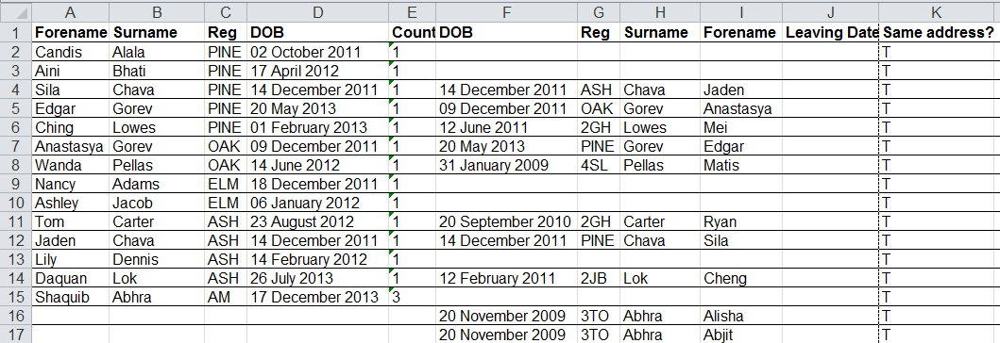 A B C D E F G H I J K
1 Forename Surname Reg DOB Count DOB Reg Surname Forename Leaving Date Same address?
2 Candis Alala PINE 02 October 2011 1 T
3 Aini Bhati PINE 17 April 2012 1 T
4 Sila Chava PINE 14 December 2011 1 14 December 2011 ASH Chava Jaden T
5 Edgar Gorev PINE 20 May 2013 1 09 December 2011 OAK Gorev Anastasya T
6 Ching Lowes PINE 01 February 2013 1 12 June 2011 2GH Lowes Mei T
7 Anastasya Gorev OAK 09 December 2011 1 20 May 2013 PINE Gorev Edgar T
8 Wanda Pellas OAK 14 June 2012 1 31 January 2009 4SL Pellas Matis T
9 Nancy Adams ELM 18 December 2011 1 T
10 Ashley Jacob ELM 06 January 2012 1 T
11 Tom Carter ASH 23 August 2012 1 20 September 2010 2GH Carter Ryan T
12 Jaden Chava ASH 14 December 2011 1 14 December 2011 PINE Chava Sila T
13 Lily Dennis ASH 14 February 2012 1 T
14 Daquan Lok ASH 26 July 2013 1 12 February 2011 2JB Lok Cheng T
15 Shaquib Abhra AM 17 December 2013 3 T
16 20 November 2009 3TO Abhra Alisha T
17 20 November 2009 3TO Abhra Abjit T